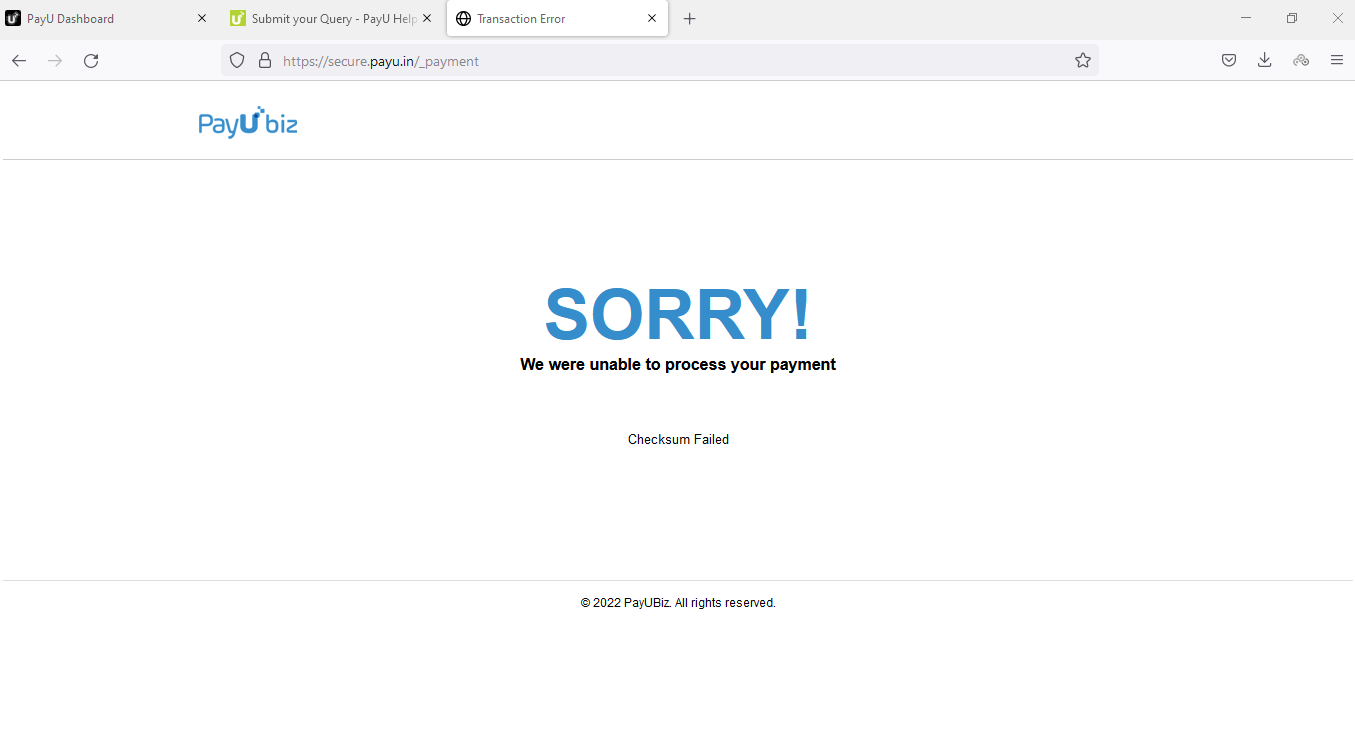 PayU Dashboard
Submit your Query - PayU Help
Transaction Error
https://secure.payu.in/_payment
PayU biz
SORRY!
We were unable to process your payment
Checksum Failed
© 2022 PayUBiz. All rights reserved.